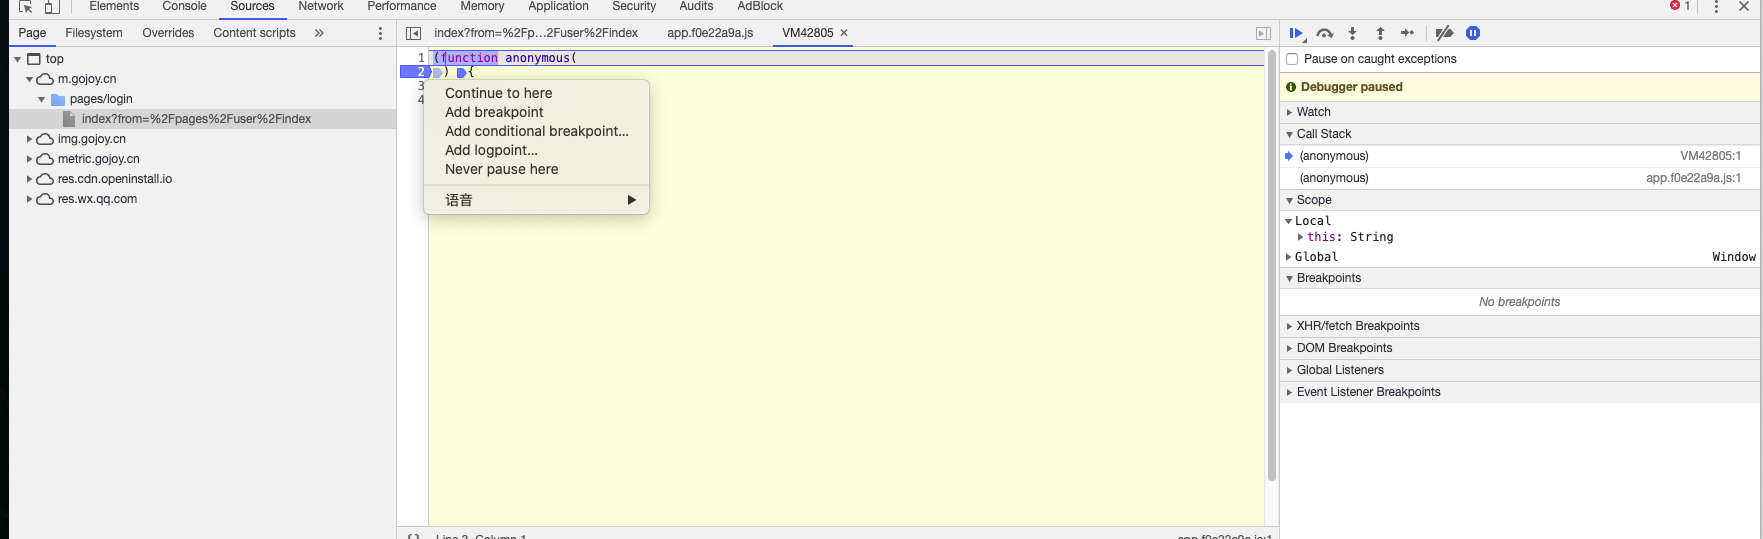 Elements Console Sources Network Performance Memory Application Security Audits AdBlock 1
Page Filesystem Overrides Content scripts »
index?from=%2Fp...2Fuser%2Findex app.f0e22a9a.js VM42805 ×
top
m.gojoy.cn
pages/login
index?from=%2Fpages%2Fuser%2Findex
img.gojoy.cn
metric.gojoy.cn
res.cdn.openinstall.io
res.wx.qq.com
1 (function anonymous(
2 ) {
3
4
Continue to here
Add breakpoint
Add conditional breakpoint...
Add logpoint...
Never pause here
语音
{} Line 3, Column 1 app.f0e22a9a.js:1
Pause on caught exceptions
Debugger paused
Watch
Call Stack
(anonymous) VM42805:1
(anonymous) app.f0e22a9a.js:1
Scope
Local
this: String
Global Window
Breakpoints
No breakpoints
XHR/fetch Breakpoints
DOM Breakpoints
Global Listeners
Event Listener Breakpoints